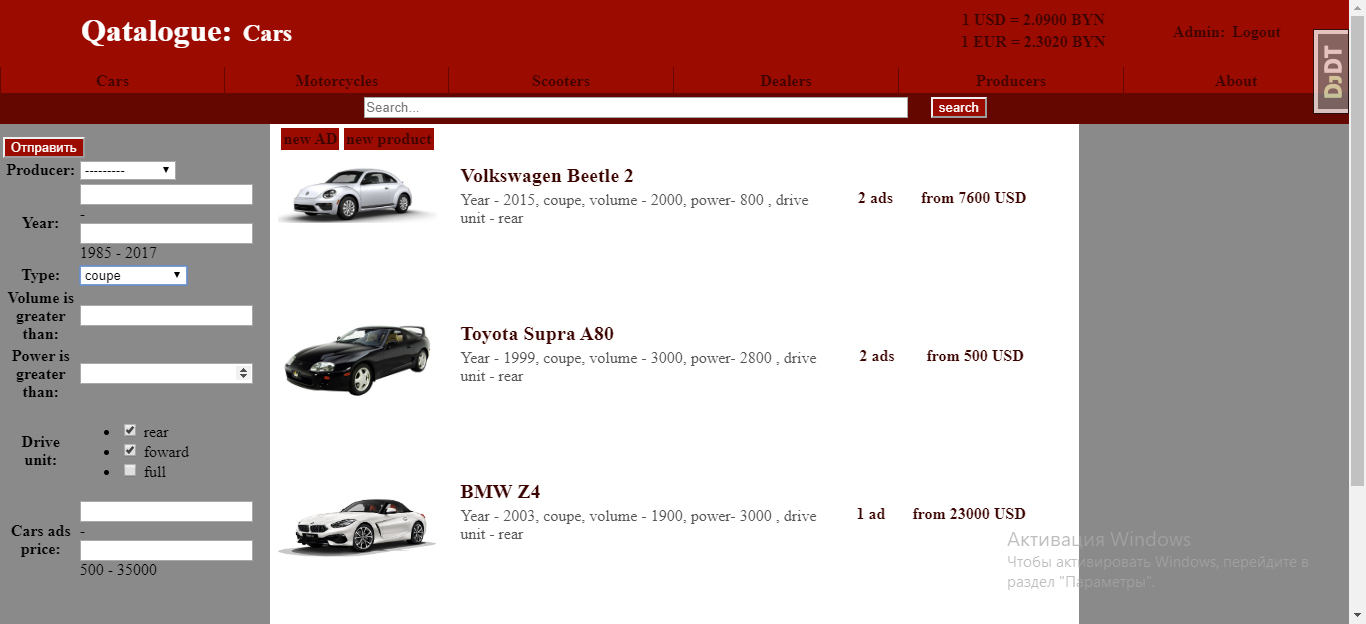 Qatalogue: Cars
1 USD = 2.0900 BYN
1 EUR = 2.3020 BYN
Admin: Logout
DjDT
Cars
Motorcycles
Scooters
Dealers
Producers
About
Search...
search
Отправить
Producer:
---------
Year:
-
1985 - 2017
Type:
coupe
Volume is
greater
than:
Power is
greater
than:
Drive
unit:
rear
foward
full
Cars ads
price:
-
500 - 35000
new AD
new product
Volkswagen Beetle 2
Year - 2015, coupe, volume - 2000, power- 800 , drive
unit - rear
2 ads
from 7600 USD
Toyota Supra A80
Year - 1999, coupe, volume - 3000, power- 2800 , drive
unit - rear
2 ads
from 500 USD
BMW Z4
Year - 2003, coupe, volume - 1900, power- 3000 , drive
unit - rear
1 ad
from 23000 USD
Активация Windows
Чтобы активировать Windows, перейдите в
раздел "Параметры".